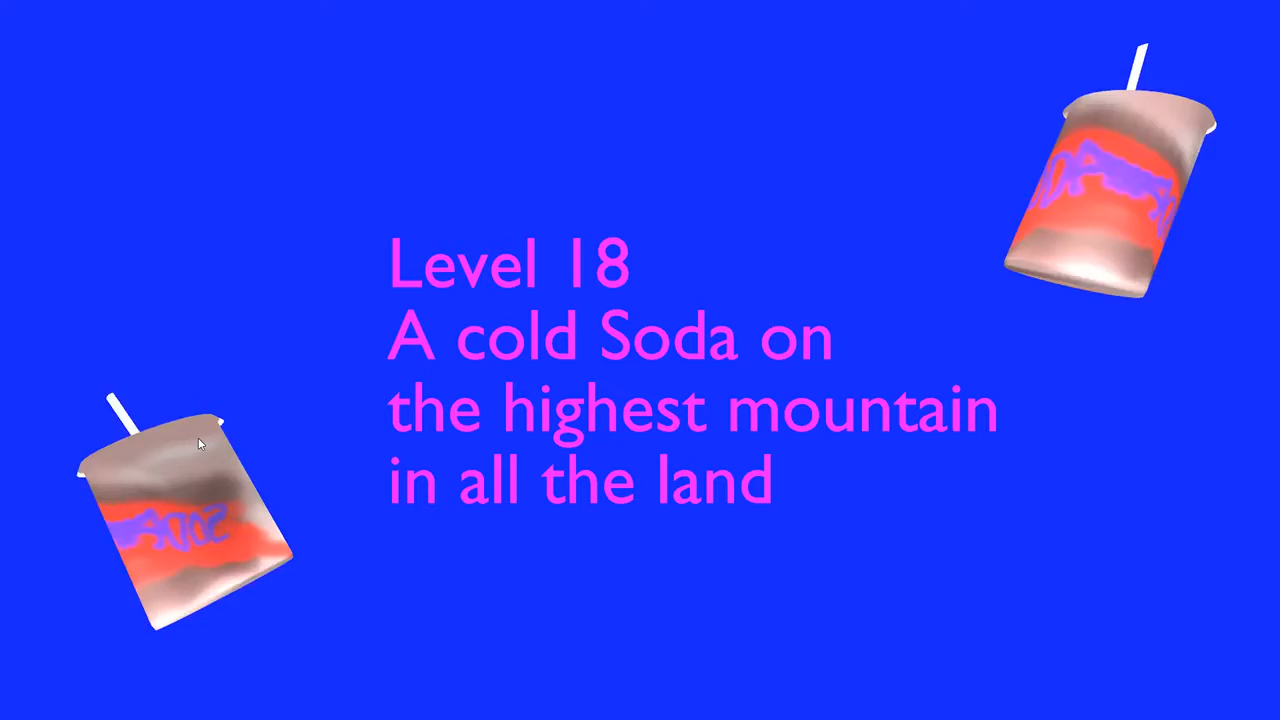 Level 18
A cold Soda on
the highest mountain
in all the land